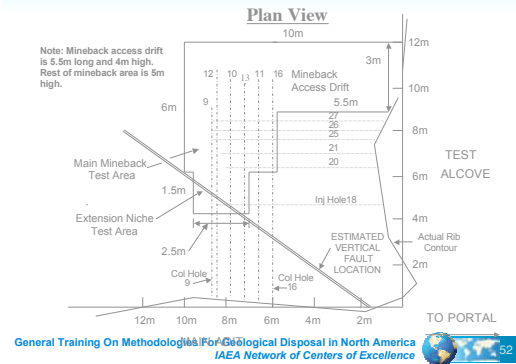 Plan View
10m
Note: Mineback access drift
is 5.5m long and 4m high.
Rest of mineback area is 5m
high.
12m
3m
12 10 13 11 16
Mineback
Access Drift
10m
9
5.5m
6m
27
26
25
8m
21
TEST
ALCOVE
Main Mineback
Test Area
20
6m
1.5m
Inj Hole18
Extension Niche
Test Area
4m
ESTIMATED
VERTICAL
FAULT
LOCATION
Actual Rib
Contour
2.5m
2m
Col Hole
9
Col Hole
16
12m 10m 8m 6m 4m 2m
TO PORTAL
General Training On Methodologies For Geological Disposal in North America
IAEA Network of Centers of Excellence
52